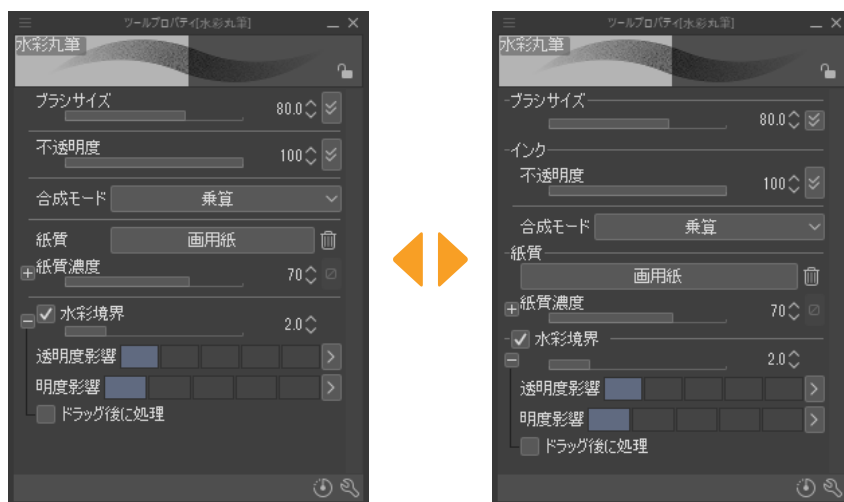 ツールプロパティ[水彩丸筆]
水彩丸筆
ブラシサイズ
80.0
不透明度
100
合成モード 乗算
紙質 画用紙
紙質濃度
70
水彩境界
2.0
透明度影響
明度影響
ドラッグ後に処理
ツールプロパティ[水彩丸筆]
水彩丸筆
ブラシサイズ
80.0
インク
不透明度
100
合成モード 乗算
紙質
画用紙
紙質濃度
70
水彩境界
2.0
透明度影響
明度影響
ドラッグ後に処理